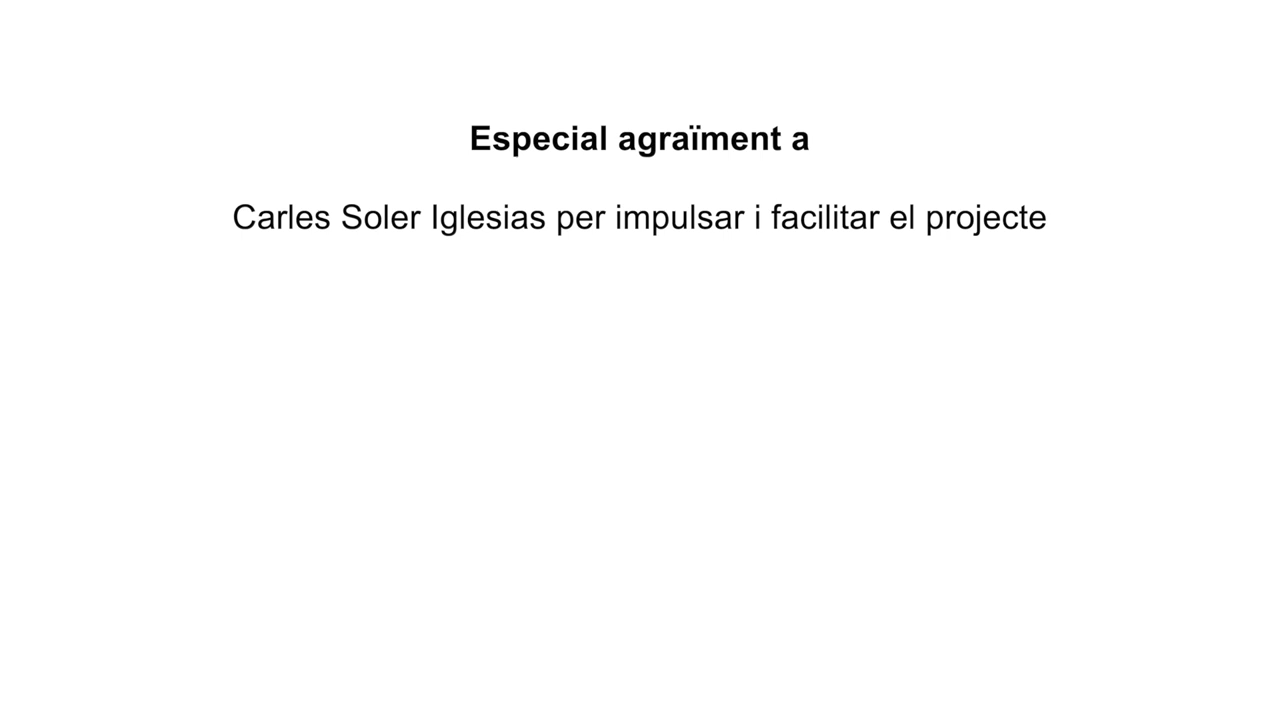 Especial agraïment a
Carles Soler Iglesias per impulsar i facilitar el projecte